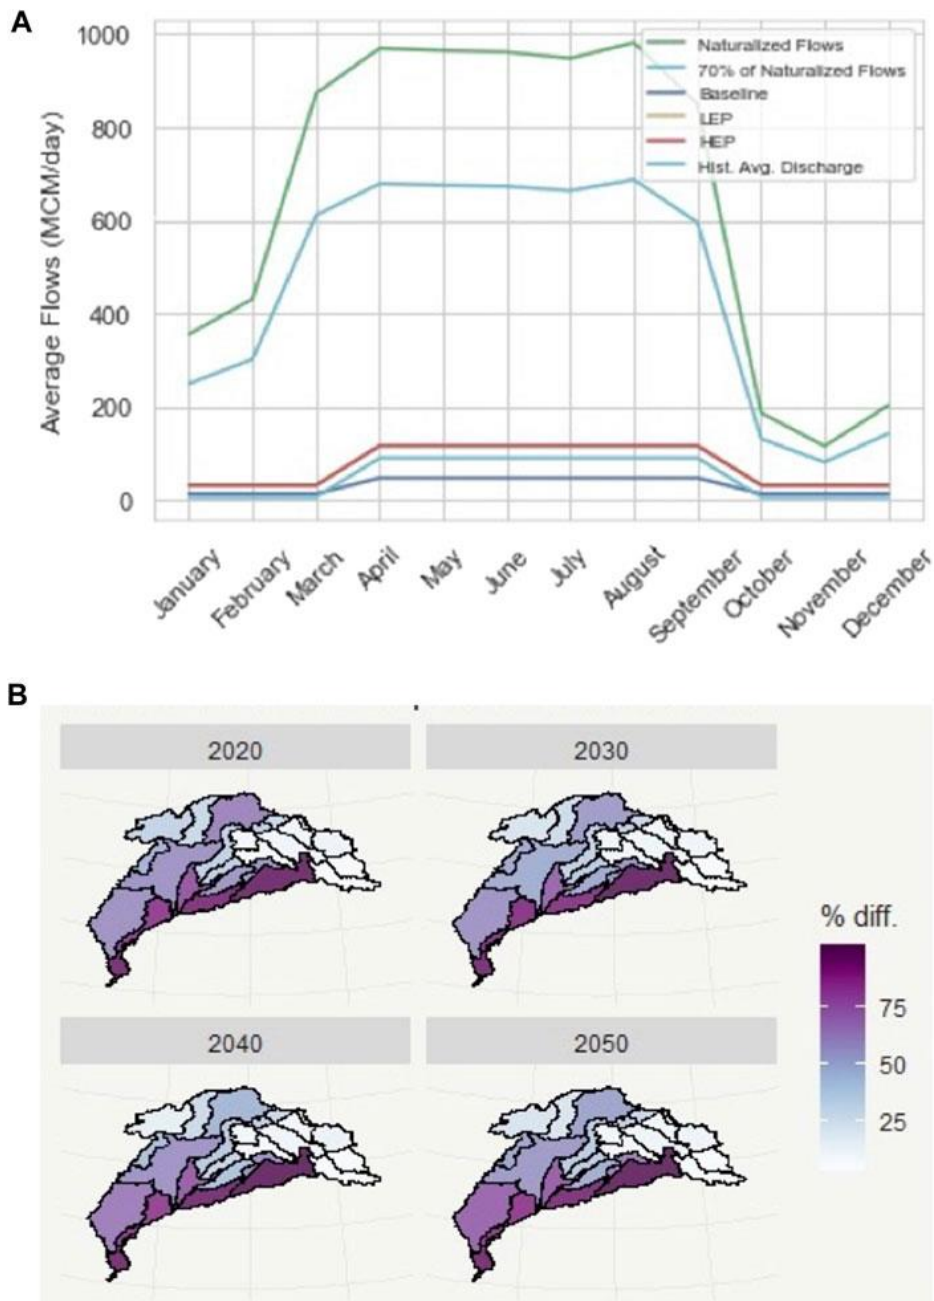 A
1000
800
600
400
200
0
Average Flows (MCM/day)
Naturalized Flows
70% of Naturalized Flows
Baseline
LEP
HEP
Hist. Avg. Discharge
January
February
March
April
May
June
July
August
September
October
November
December
B
2020
2030
2040
2050
% diff.
75
50
25